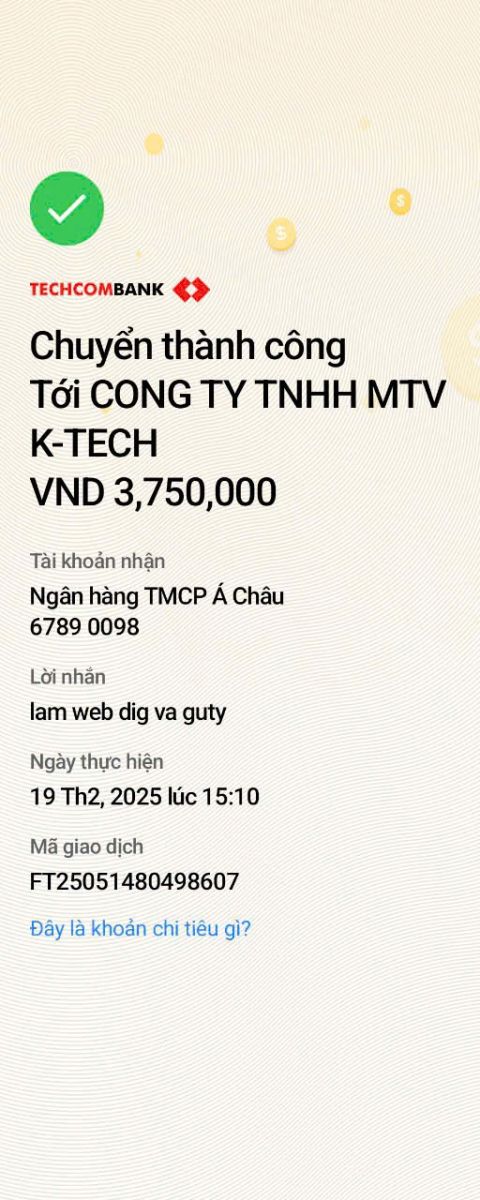 TECHCOMBANK
Chuyển thành công
Tới CONG TY TNHH MTV
K-TECH
VND 3,750,000
Tài khoản nhận
Ngân hàng TMCP Á Châu
6789 0098
Lời nhắn
lam web dig va guty
Ngày thực hiện
19 Th2, 2025 lúc 15:10
Mã giao dịch
FT25051480498607
Đây là khoản chi tiêu gì?